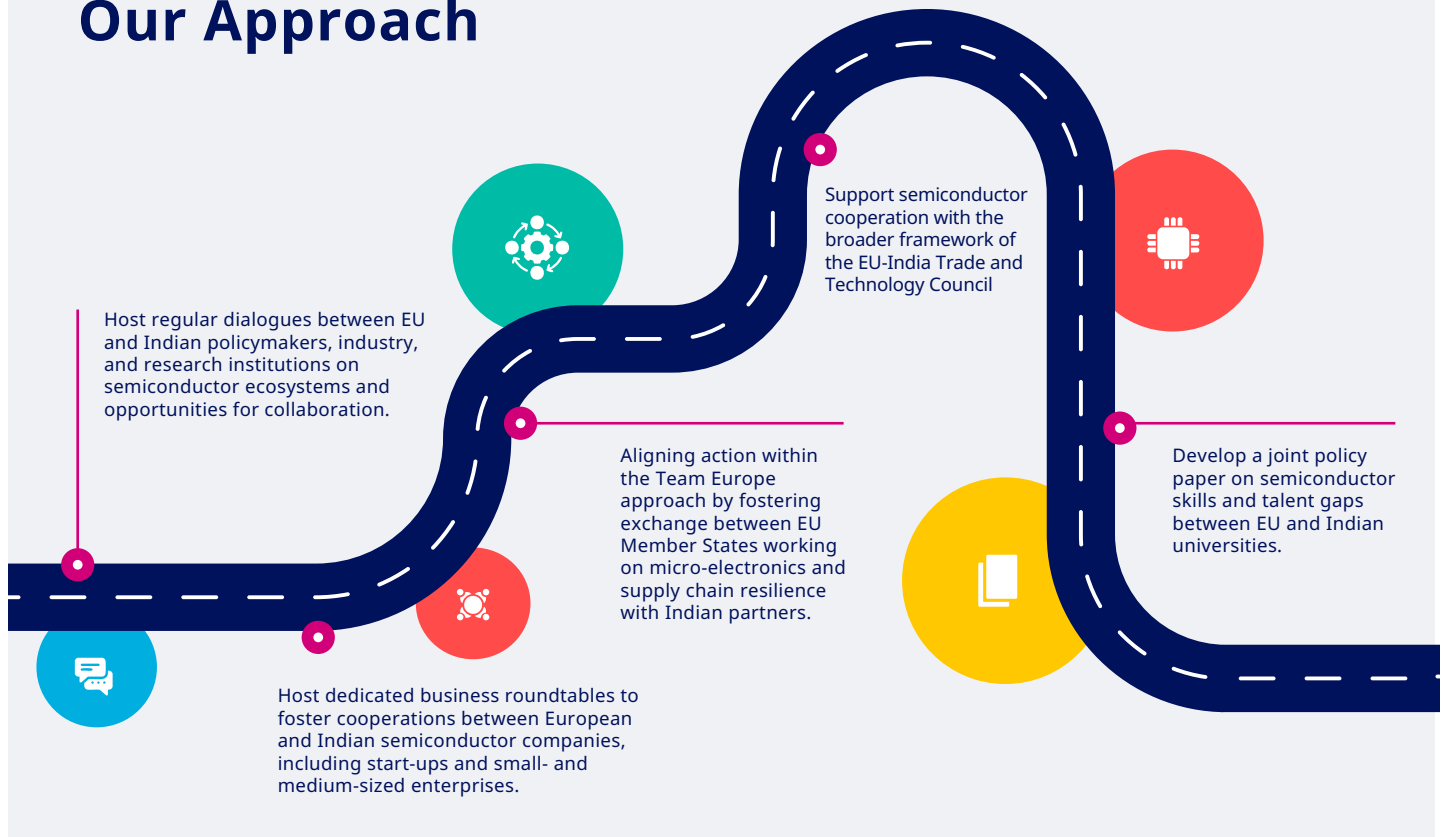 Our Approach
Host regular dialogues between EU
and Indian policymakers, industry,
and research institutions on
semiconductor ecosystems and
opportunities for collaboration.
Host dedicated business roundtables to
foster cooperations between European
and Indian semiconductor companies,
including start-ups and small- and
medium-sized enterprises.
Aligning action within
the Team Europe
approach by fostering
exchange between EU
Member States working
on micro-electronics and
supply chain resilience
with Indian partners.
Support semiconductor
cooperation with the
broader framework of
the EU-India Trade and
Technology Council
Develop a joint policy
paper on semiconductor
skills and talent gaps
between EU and Indian
universities.